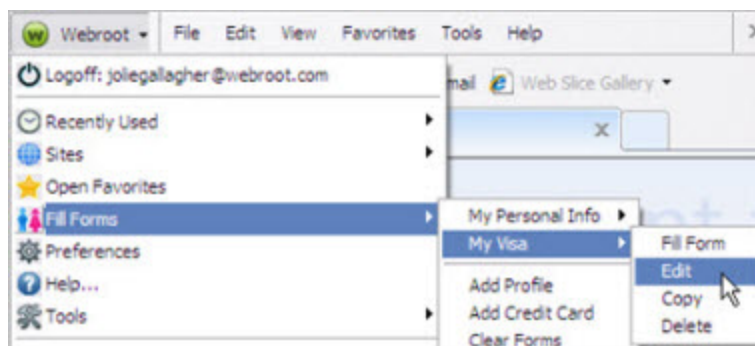 Webroot File Edit View Favorites Tools Help
Logoff: joliegallagher@webroot.com
mail Web Slice Gallery
Recently Used
Sites
Open Favorites
Fill Forms
Preferences
Help...
Tools
My Personal Info
My Visa
Add Profile
Add Credit Card
Clear Forms
Fill Form
Edit
Copy
Delete